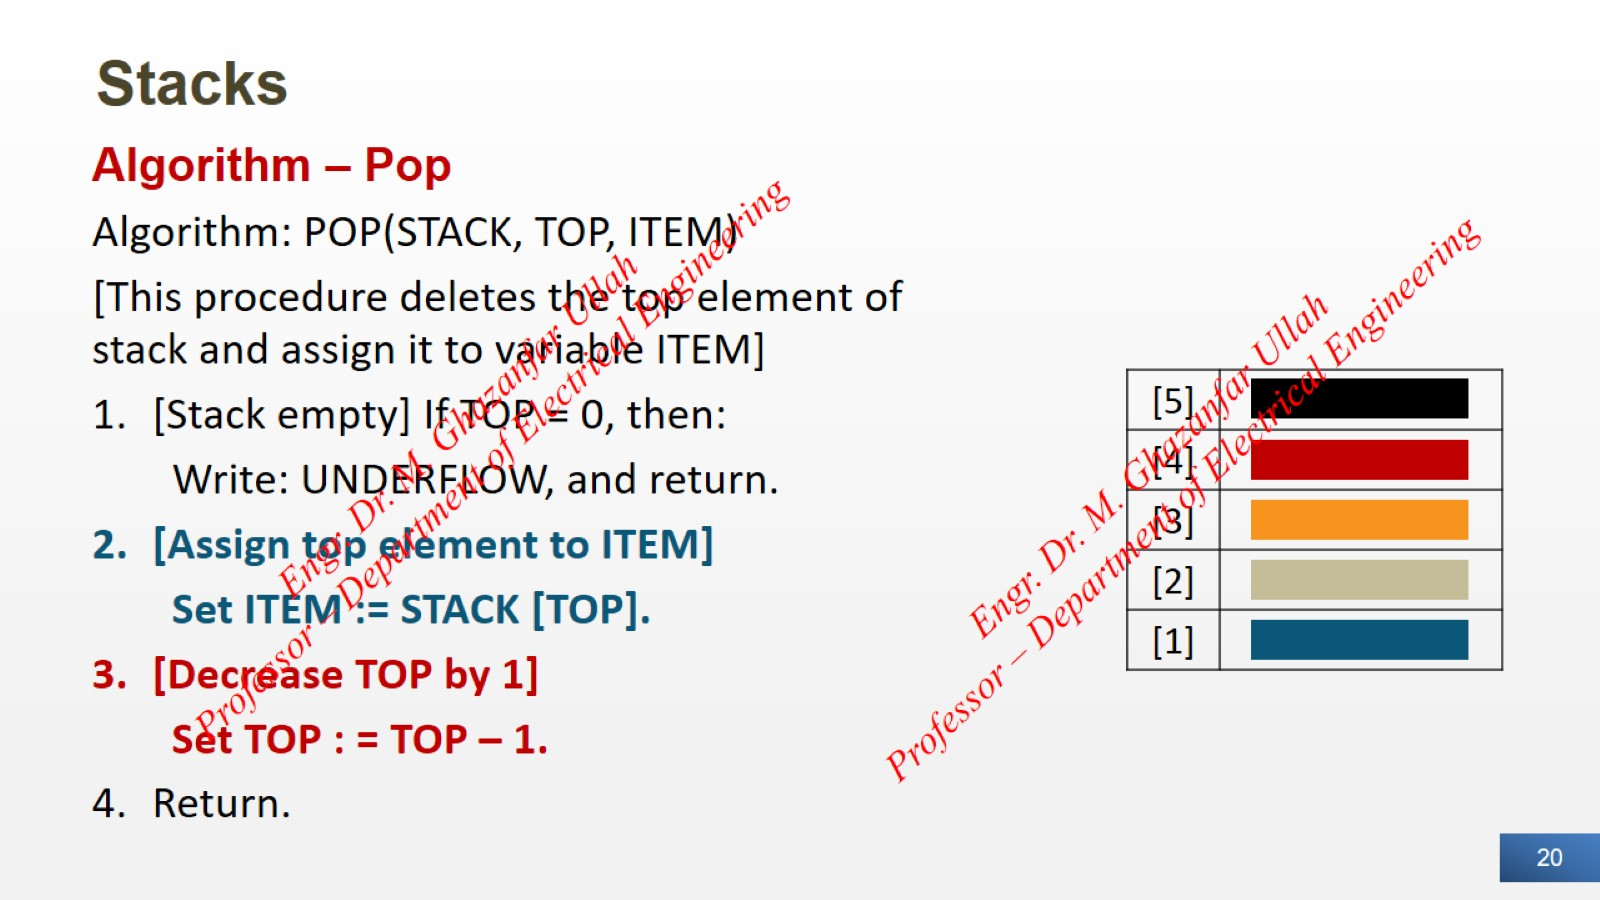 Stacks
Algorithm – Pop
Algorithm: POP(STACK, TOP, ITEM)
[This procedure deletes the top element of
stack and assign it to variable ITEM]
1. [Stack empty] If TOP = 0, then:
Write: UNDERFLOW, and return.
2. [Assign top element to ITEM]
Set ITEM := STACK [TOP].
3. [Decrease TOP by 1]
Set TOP : = TOP – 1.
4. Return.
[5]
[4]
[3]
[2]
[1]
Engr. Dr. M. Ghazanfar Ullah
Professor – Department of Electrical Engineering
Engr. Dr. M. Ghazanfar Ullah
Professor – Department of Electrical Engineering
20